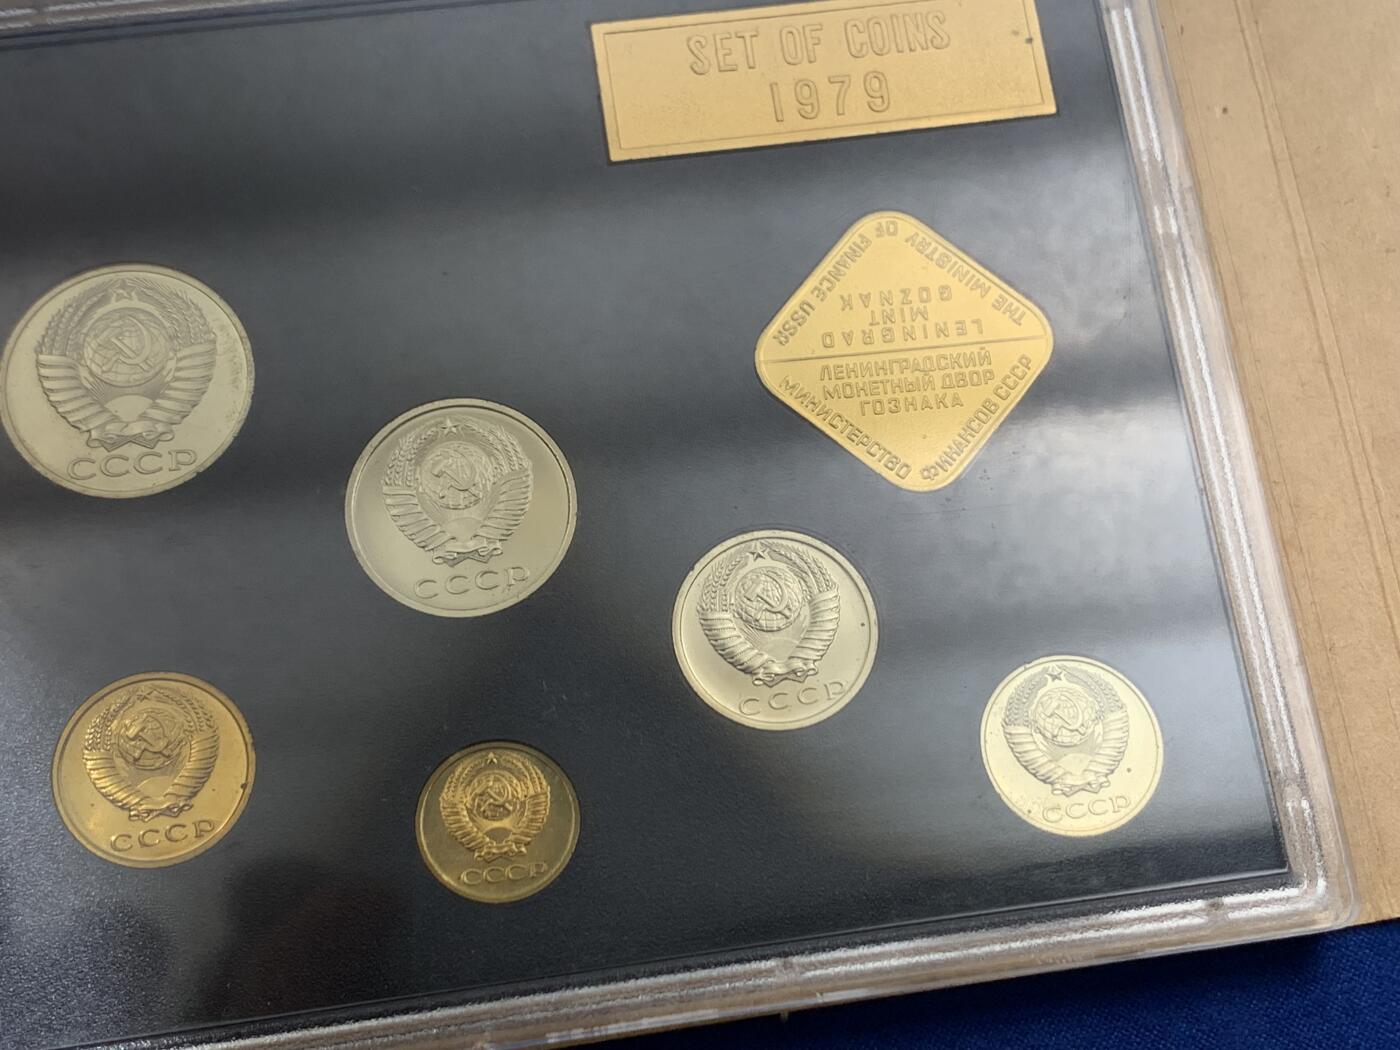 SET OF COINS
1979
THE MINISTRY OF FINANCE USSR
LENINGRAD
MINT
GOZNAK
ЛЕНИНГРАДСКИЙ
МОНЕТНЫЙ ДВОР
ГОЗНАКА
МИНИСТЕРСТВО ФИНАНСОВ СССР
СССР
СССР
СССР
СССР
СССР
СССР